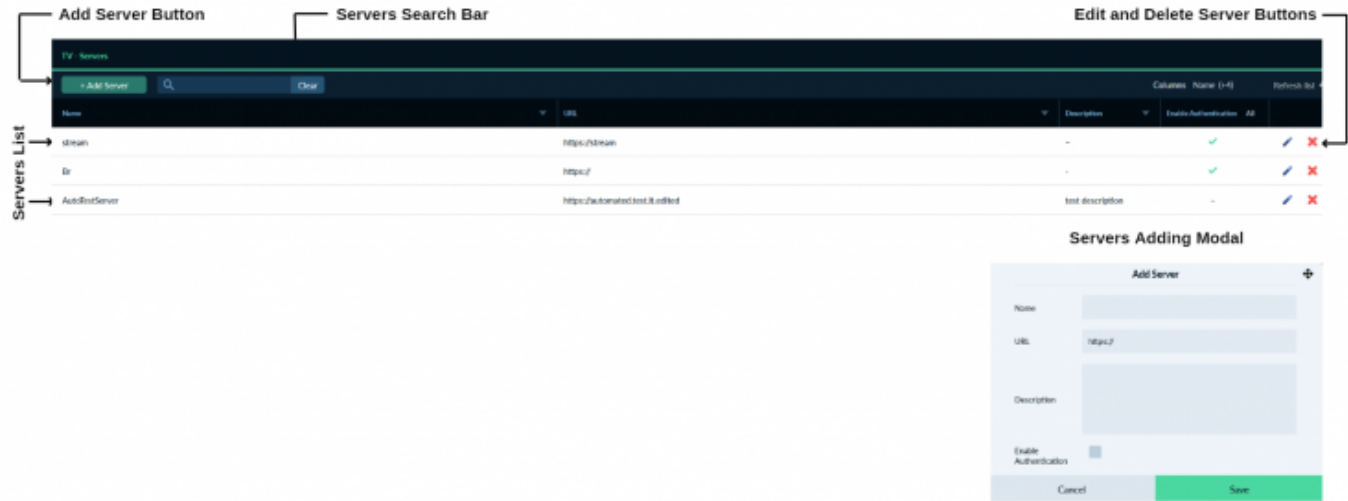 Add Server Button
Servers Search Bar
Edit and Delete Server Buttons
TV - Servers
+ Add Server Clear Columns Name (+4) Refresh list
Name URL Description Enable Authentication All
Servers List
stream https://stream - 
Br https:// -
AutoTestServer https://automated.test.lt.edited test description -
Servers Adding Modal
Add Server
Name
URL https://
Description
Enable
Authentication
Cancel Save